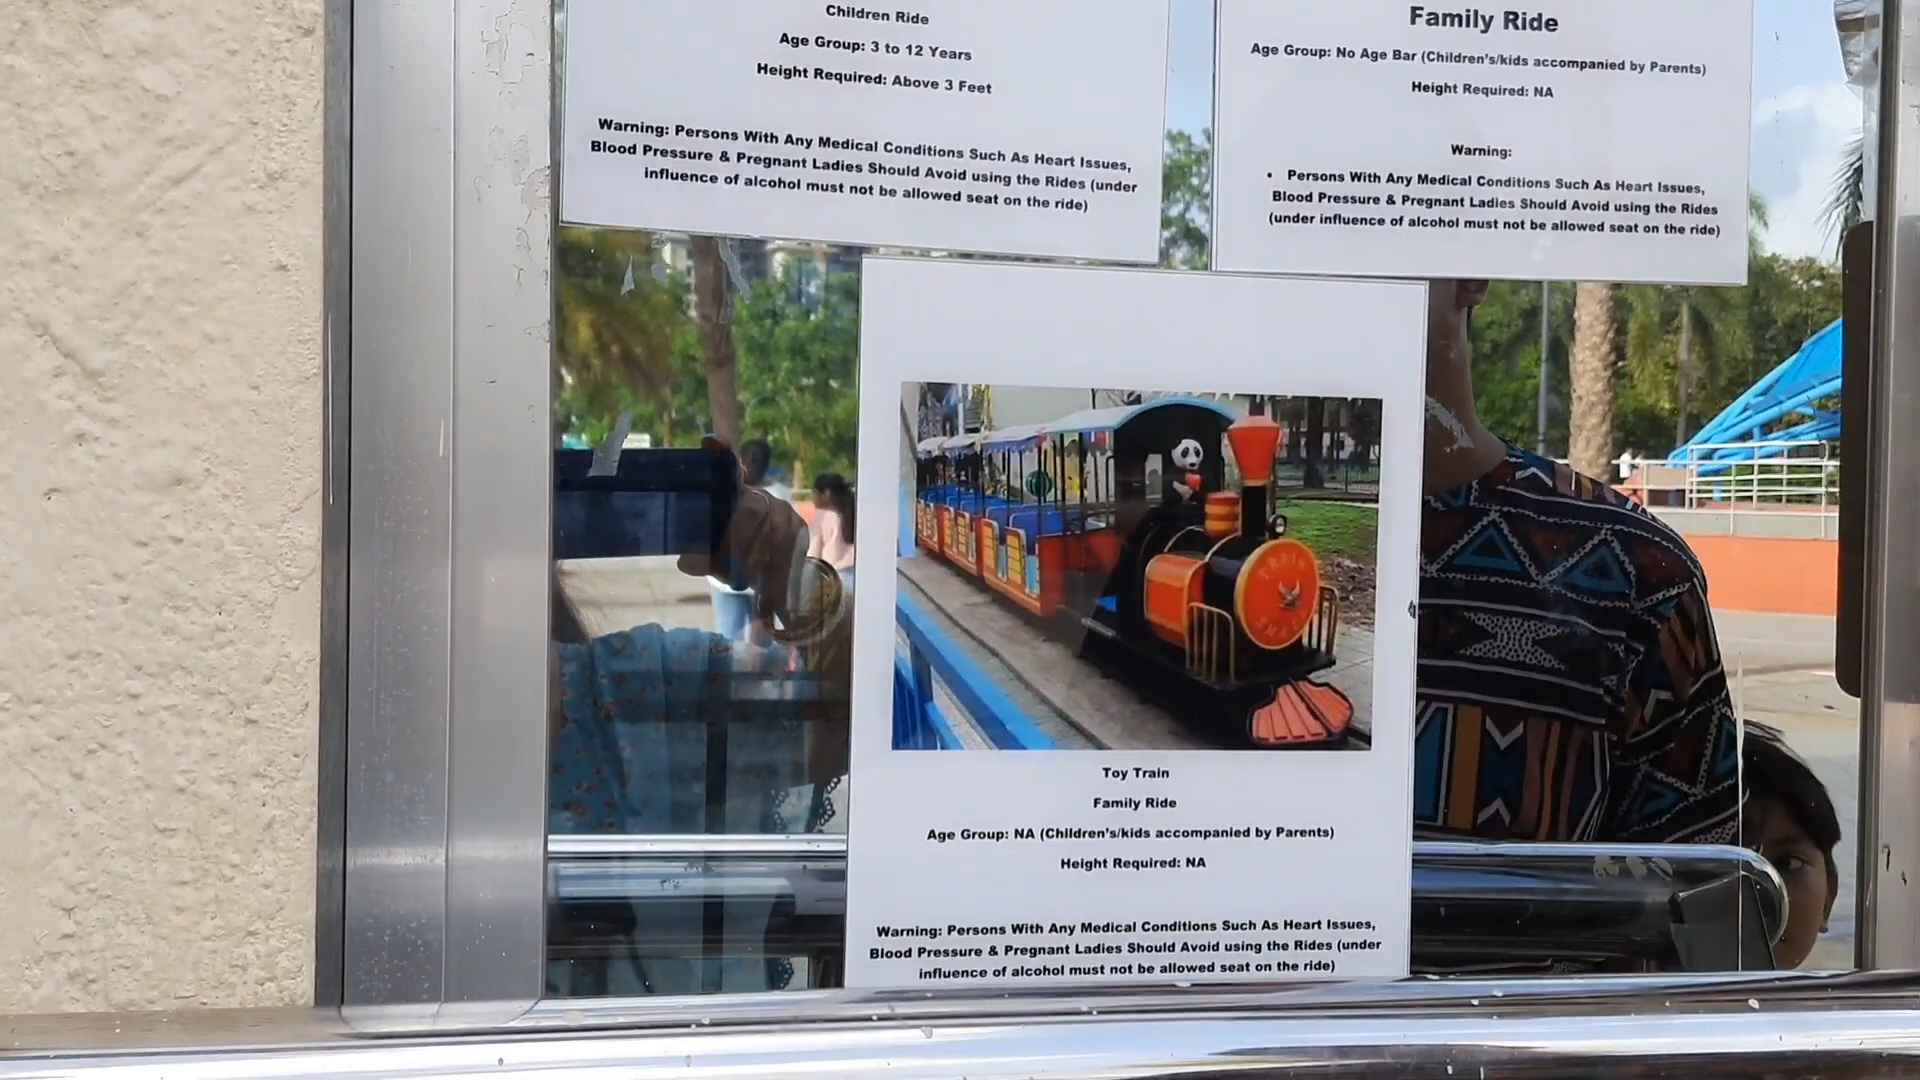 Children Ride
Age Group: 3 to 12 Years
Height Required: Above 3 Feet
Warning: Persons With Any Medical Conditions Such As Heart Issues,
Blood Pressure & Pregnant Ladies Should Avoid using the Rides (under
influence of alcohol must not be allowed seat on the ride)
Family Ride
Age Group: No Age Bar (Children's/kids accompanied by Parents)
Height Required: NA
Warning:
• Persons With Any Medical Conditions Such As Heart Issues,
Blood Pressure & Pregnant Ladies Should Avoid using the Rides
(under influence of alcohol must not be allowed seat on the ride)
TRAIN
Toy Train
Family Ride
Age Group: NA (Children's/kids accompanied by Parents)
Height Required: NA
Warning: Persons With Any Medical Conditions Such As Heart Issues,
Blood Pressure & Pregnant Ladies Should Avoid using the Rides (under
influence of alcohol must not be allowed seat on the ride)